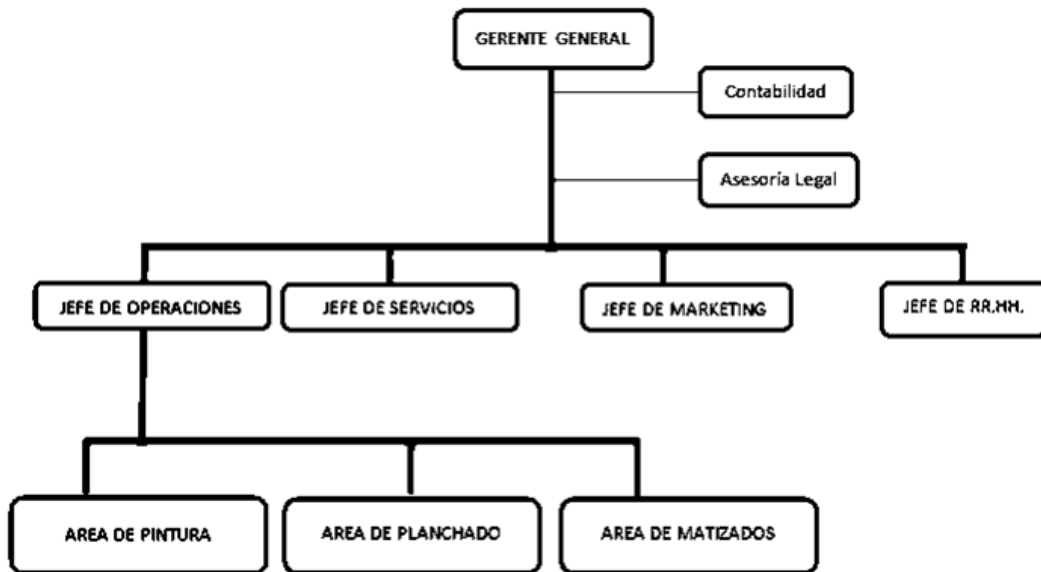 GERENTE GENERAL
Contabilidad
Asesoría Legal
JEFE DE OPERACIONES
JEFE DE SERVICIOS
JEFE DE MARKETING
JEFE DE RR.HH.
AREA DE PINTURA
AREA DE PLANCHADO
AREA DE MATIZADOS